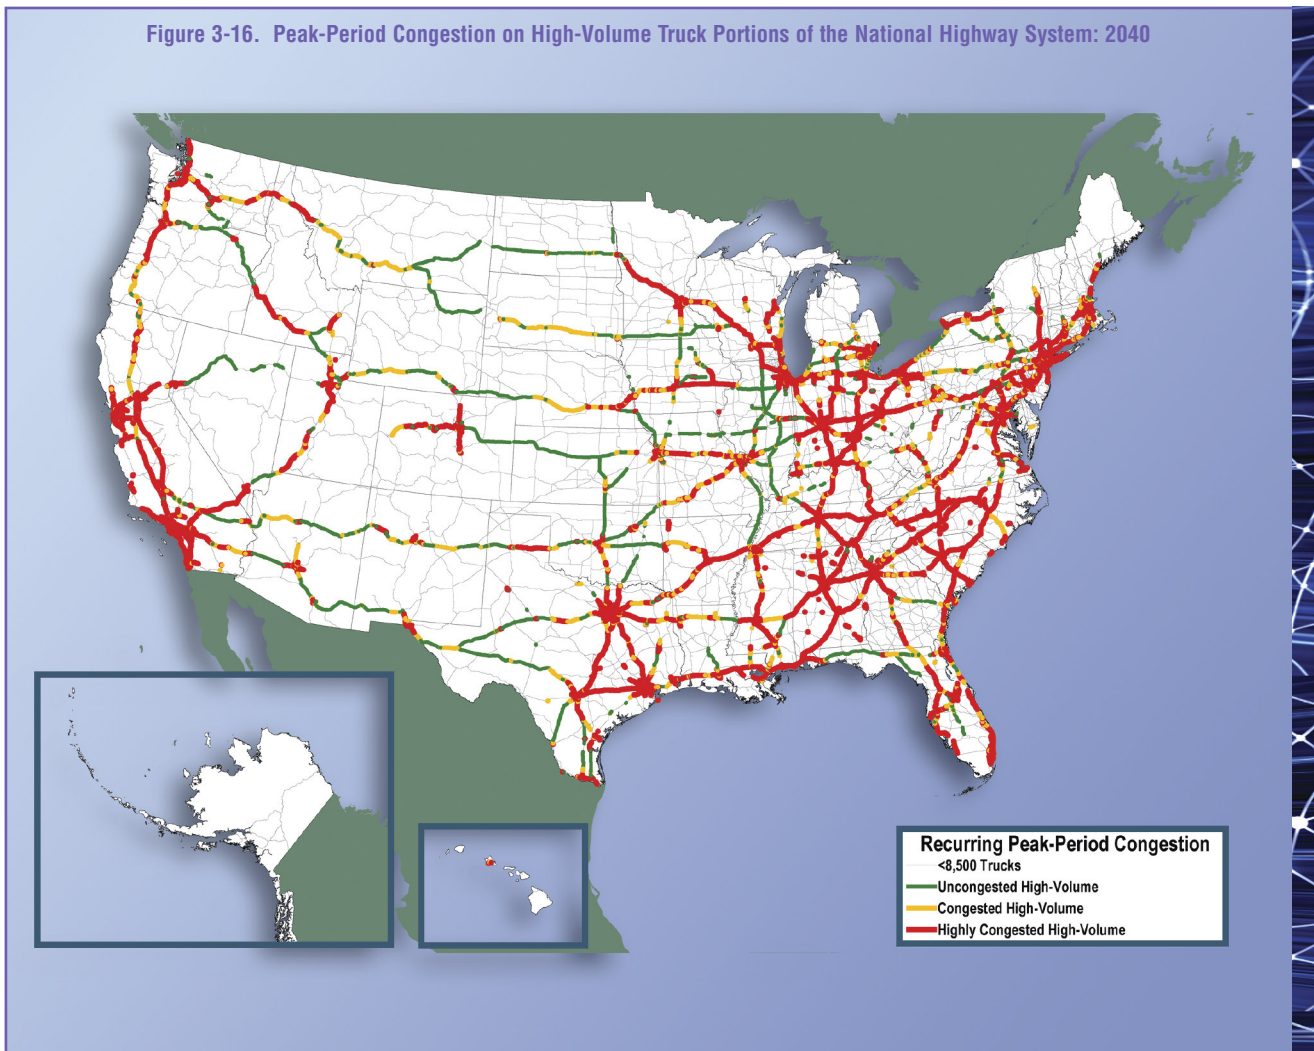 Figure 3-16. Peak-Period Congestion on High-Volume Truck Portions of the National Highway System: 2040
Recurring Peak-Period Congestion
<8,500 Trucks
Uncongested High-Volume
Congested High-Volume
Highly Congested High-Volume